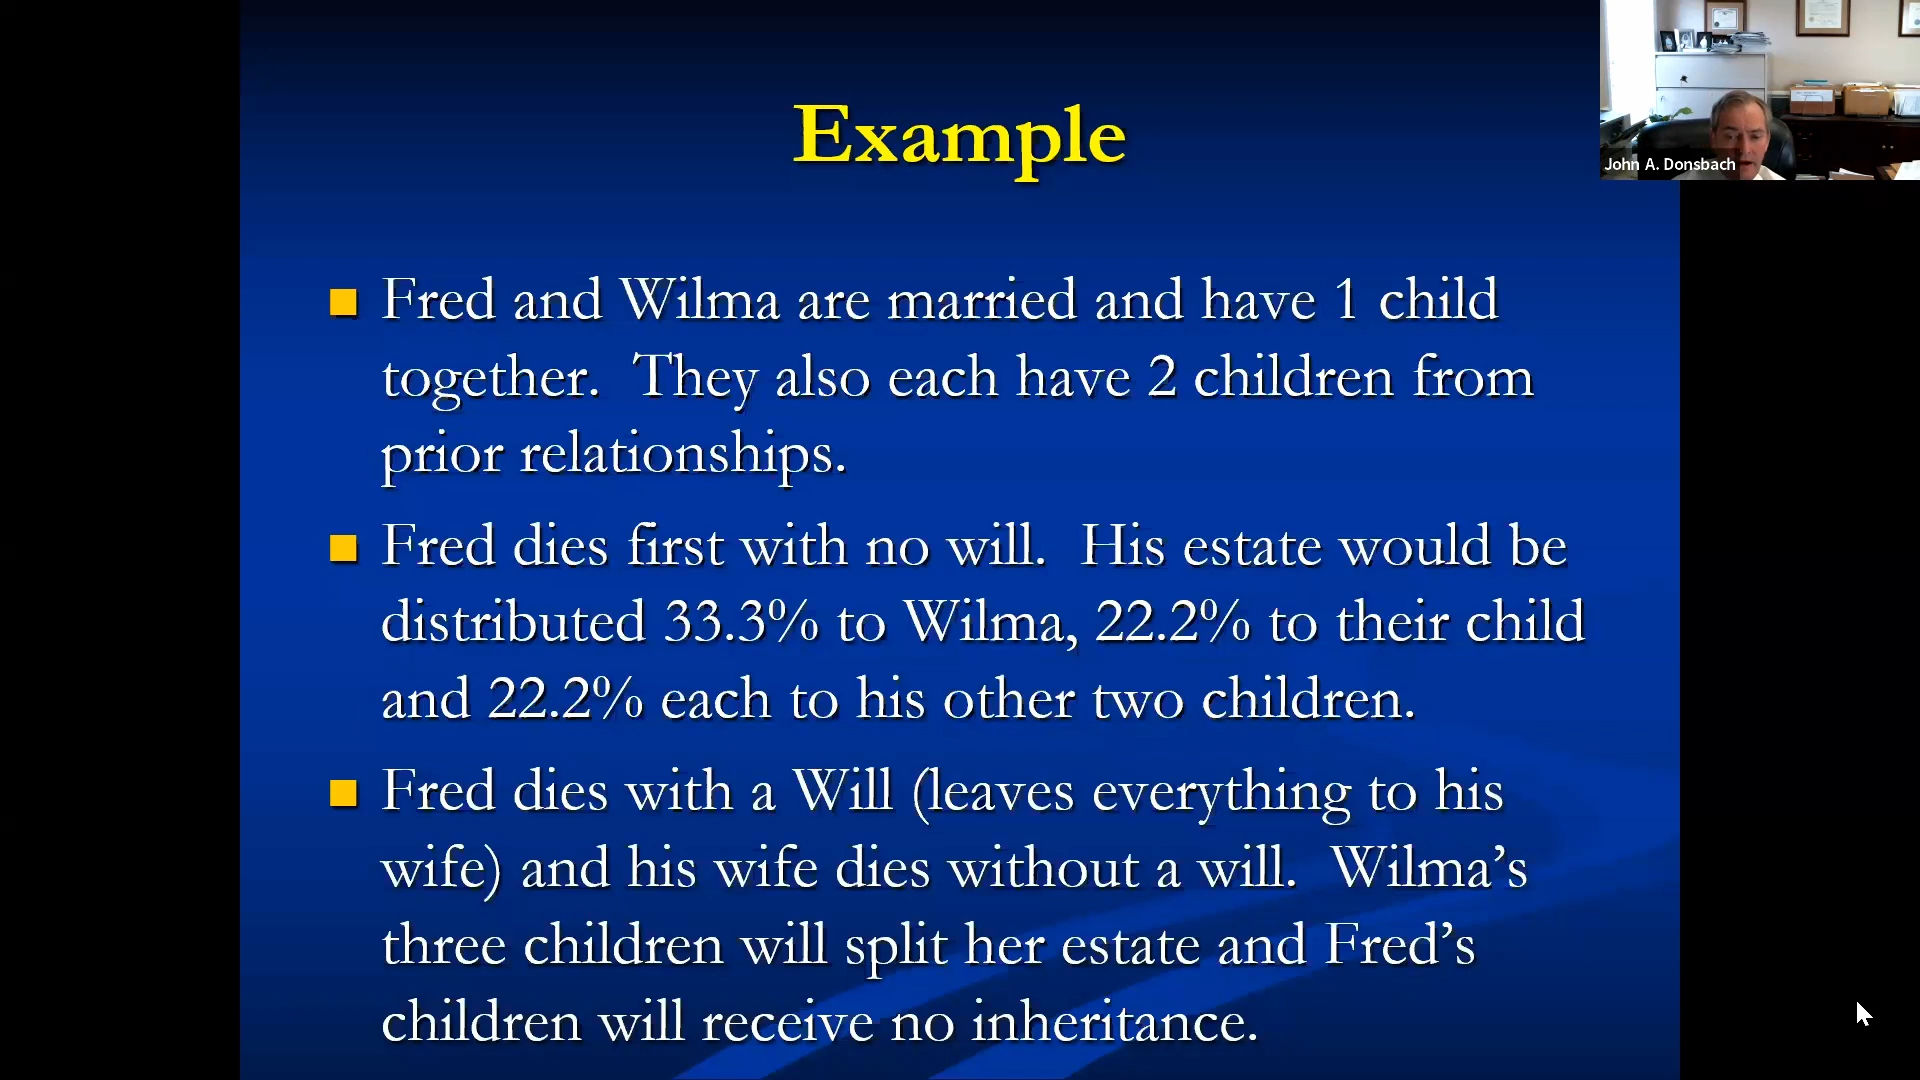 Example
John A. Donsbach
Fred and Wilma are married and have 1 child
together. They also each have 2 children from
prior relationships.
Fred dies first with no will. His estate would be
distributed 33.3% to Wilma, 22.2% to their child
and 22.2% each to his other two children.
Fred dies with a Will (leaves everything to his
wife) and his wife dies without a will. Wilma’s
three children will split her estate and Fred’s
children will receive no inheritance.